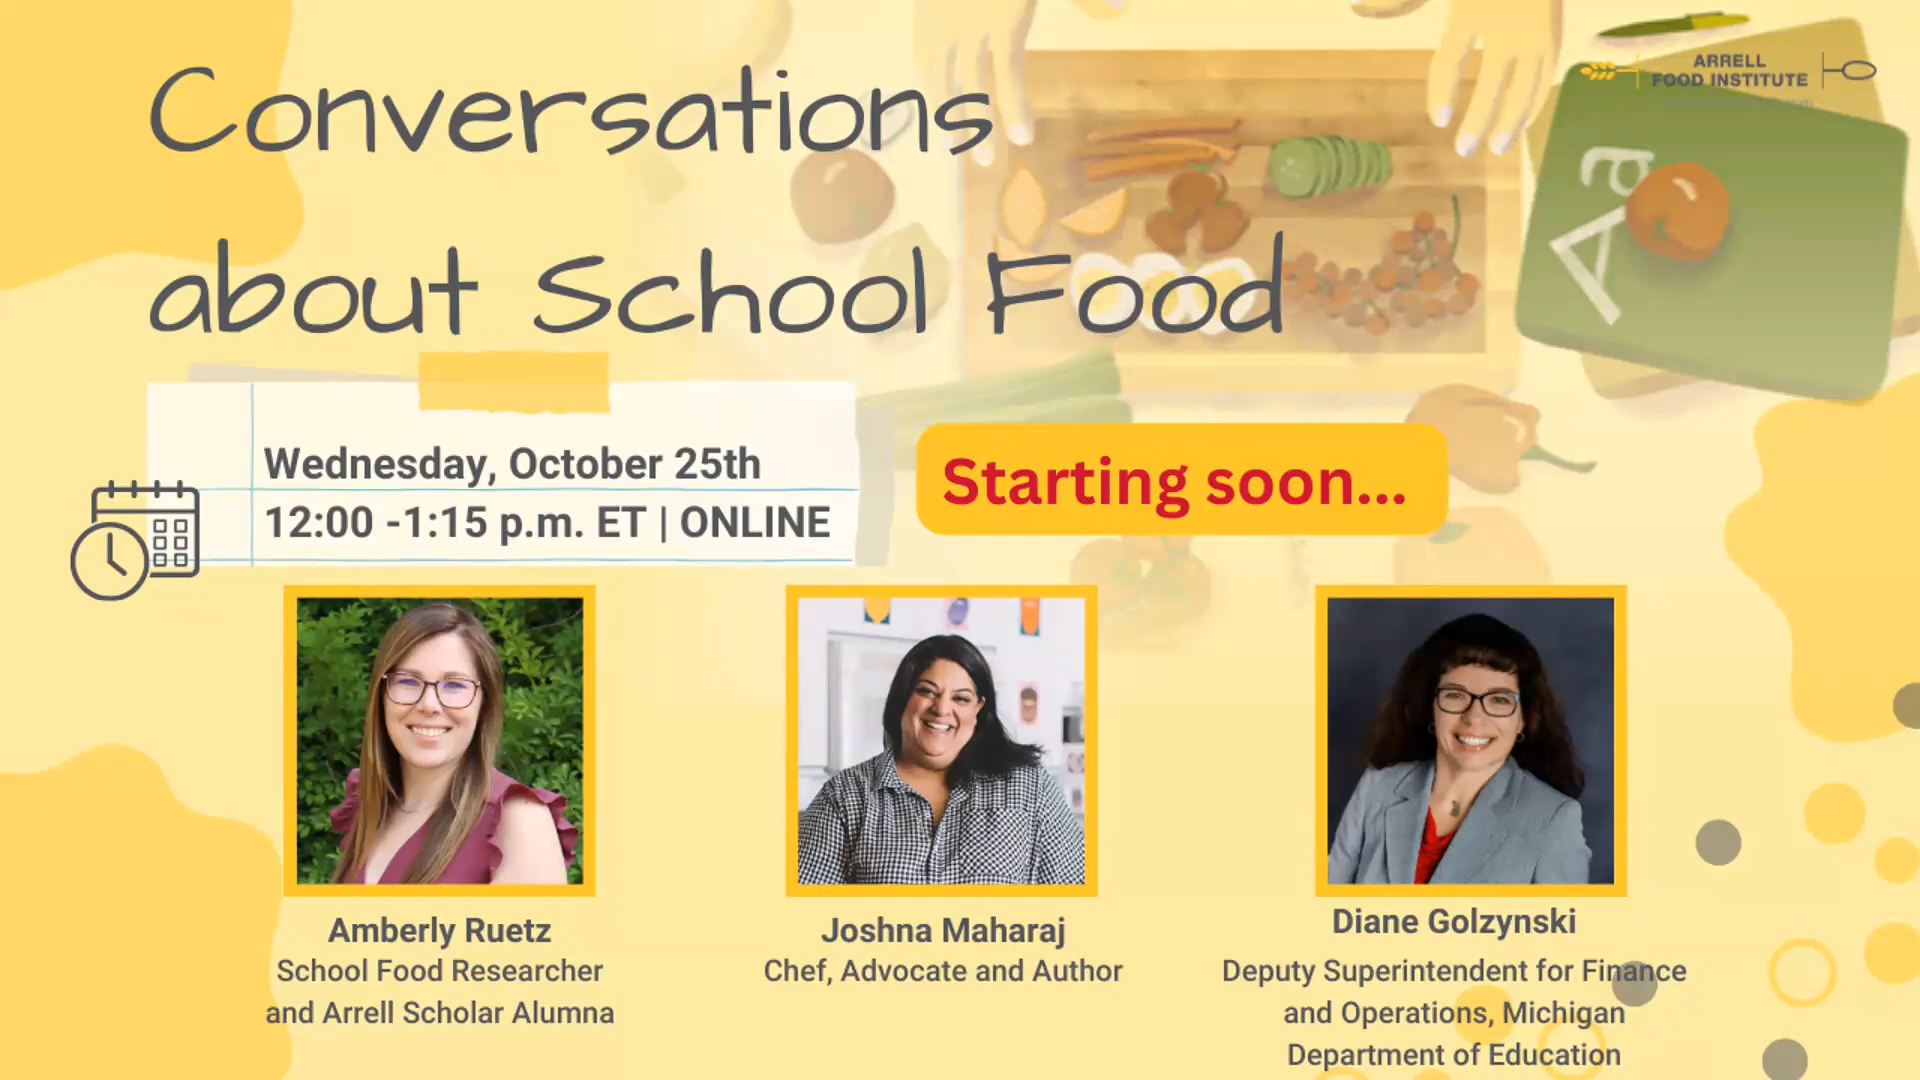 Conversations
about School Food
ARRELL
FOOD INSTITUTE
Aa
Wednesday, October 25th
12:00 -1:15 p.m. ET | ONLINE
Starting soon...
Amberly Ruetz
School Food Researcher
and Arrell Scholar Alumna
Joshna Maharaj
Chef, Advocate and Author
Diane Golzynski
Deputy Superintendent for Finance
and Operations, Michigan
Department of Education